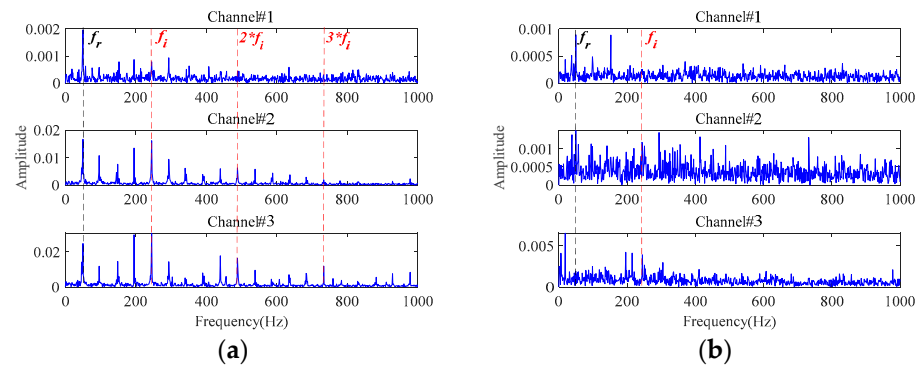 Channel#1
0.002
0.001
0
f_r
f_i
2*f_i
3*f_i
0 200 400 600 800 1000
Channel#2
0.02
0.01
0
0 200 400 600 800 1000
Amplitude
Channel#3
0.02
0
0 200 400 600 800 1000
Frequency(Hz)
(a)
Channel#1
0.001
0.0005
0
f_r
f_i
0 200 400 600 800 1000
Channel#2
0.001
0.0005
0
0 200 400 600 800 1000
Amplitude
Channel#3
0.005
0
0 200 400 600 800 1000
Frequency(Hz)
(b)